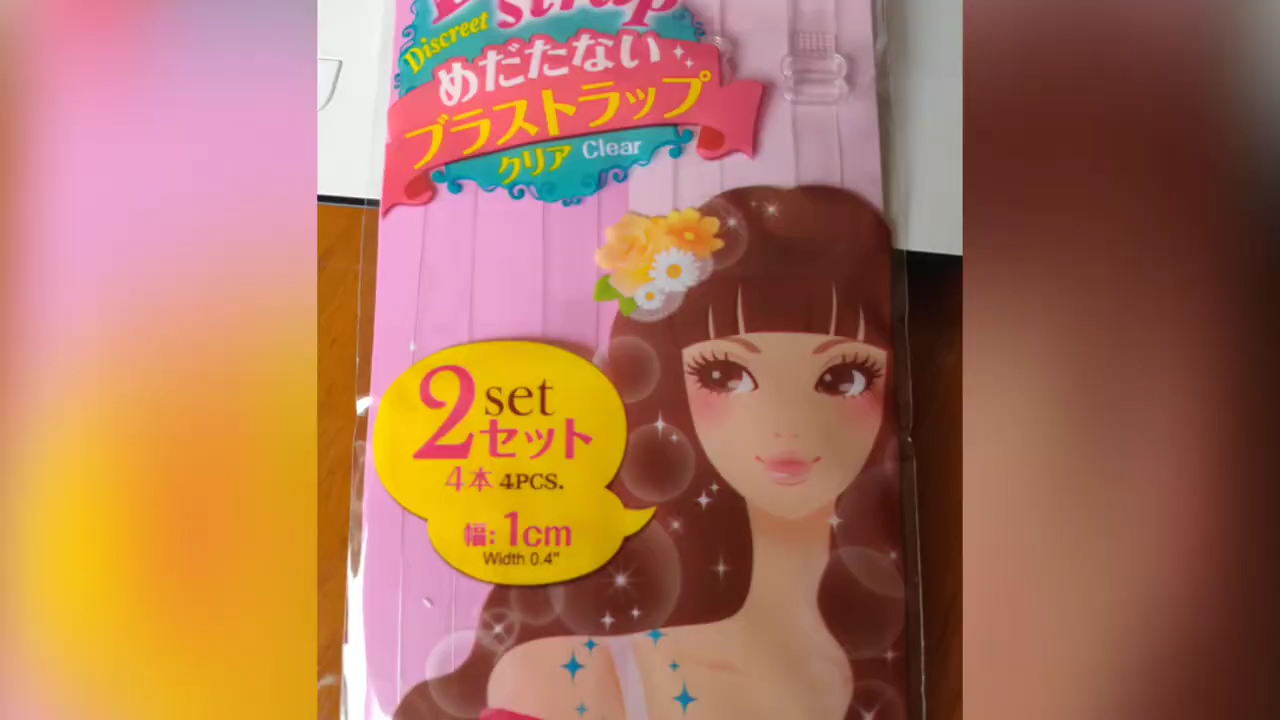 Discreet strap
めだたない
ブラストラップ
クリア Clear
2 set
セット
4本 4PCS.
幅: 1cm
Width 0.4"